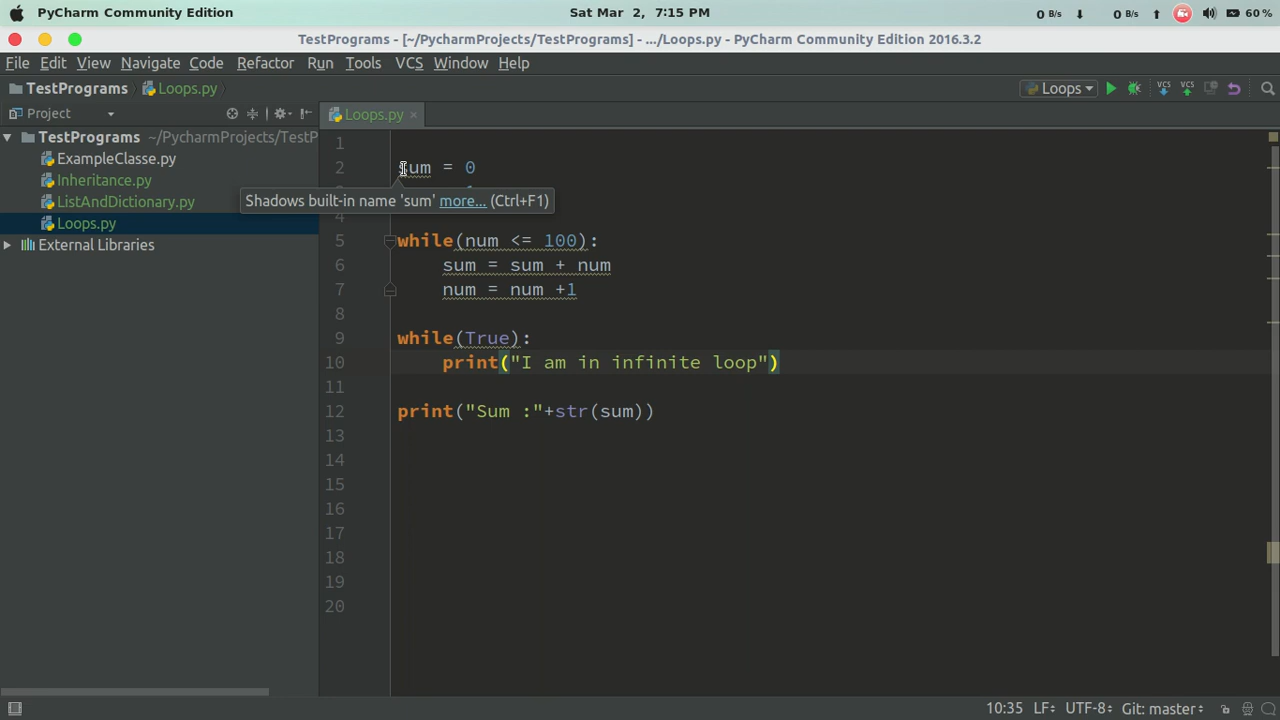 PyCharm Community Edition
Sat Mar 2, 7:15 PM
0 B/s 0 B/s 60 %
TestPrograms - [~/PycharmProjects/TestPrograms] - .../Loops.py - PyCharm Community Edition 2016.3.2
File Edit View Navigate Code Refactor Run Tools VCS Window Help
TestPrograms Loops.py
Loops
VCS VCS
Project
Loops.py ×
TestPrograms ~/PycharmProjects/TestP
ExampleClasse.py
Inheritance.py
ListAndDictionary.py
Loops.py
External Libraries
1
2 sum = 0
Shadows built-in name 'sum' more... (Ctrl+F1)
4
5 while(num <= 100):
6 sum = sum + num
7 num = num +1
8
9 while(True):
10 print("I am in infinite loop")
11
12 print("Sum :"+str(sum))
13
14
15
16
17
18
19
20
10:35 LF÷ UTF-8÷ Git: master÷